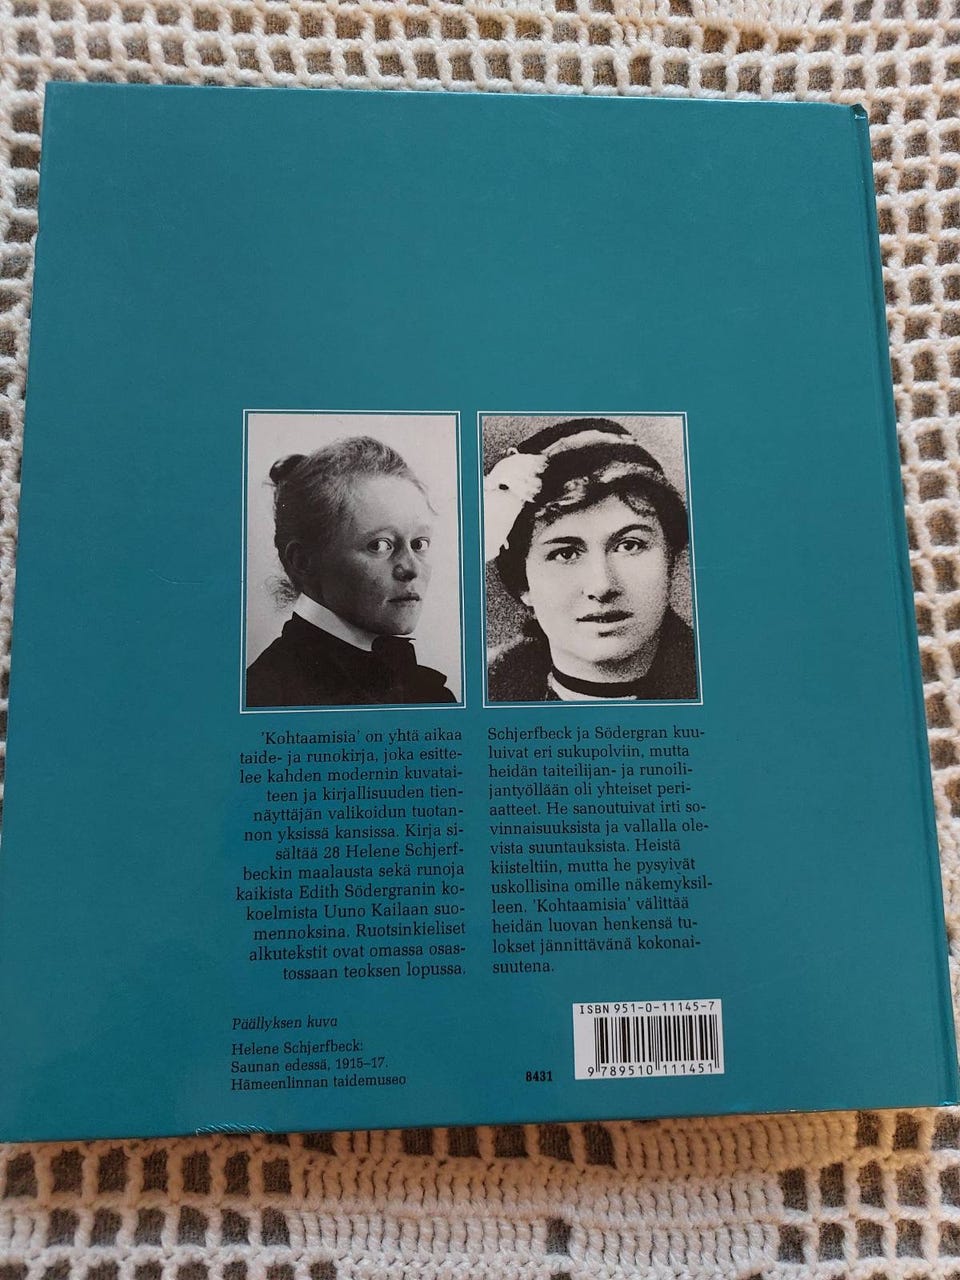 'Kohtaamisia' on yhtä aikaa
taide- ja runokirja, joka esitte-
lee kahden modernin kuvatai-
teen ja kirjallisuuden tien-
näyttäjän valikoidun tuotan-
non yksissä kansissa. Kirja si-
sältää 28 Helene Schjerf-
beckin maalausta sekä runoja
kaikista Edith Södergranin ko-
koelmista Uuno Kailaan suo-
mennoksina. Ruotsinkieliset
alkutekstit ovat omassa osas-
tossaan teoksen lopussa.
Schjerfbeck ja Södergran kuu-
luivat eri sukupolviin, mutta
heidän taiteilijan- ja runoili-
jantyöllään oli yhteiset peri-
aatteet. He sanoutuivat irti so-
vinnaisuuksista ja vallalla ole-
vista suuntauksista. Heistä
kiisteltiin, mutta he pysyivät
uskollisina omille näkemyksil-
leen. 'Kohtaamisia' välittää
heidän luovan henkensä tu-
lokset jännittävänä kokonai-
suutena.
Päällyksen kuva
Helene Schjerfbeck:
Saunan edessä, 1915–17.
Hämeenlinnan taidemuseo
8431
ISBN 951-0-11145-7
9 789510 111451